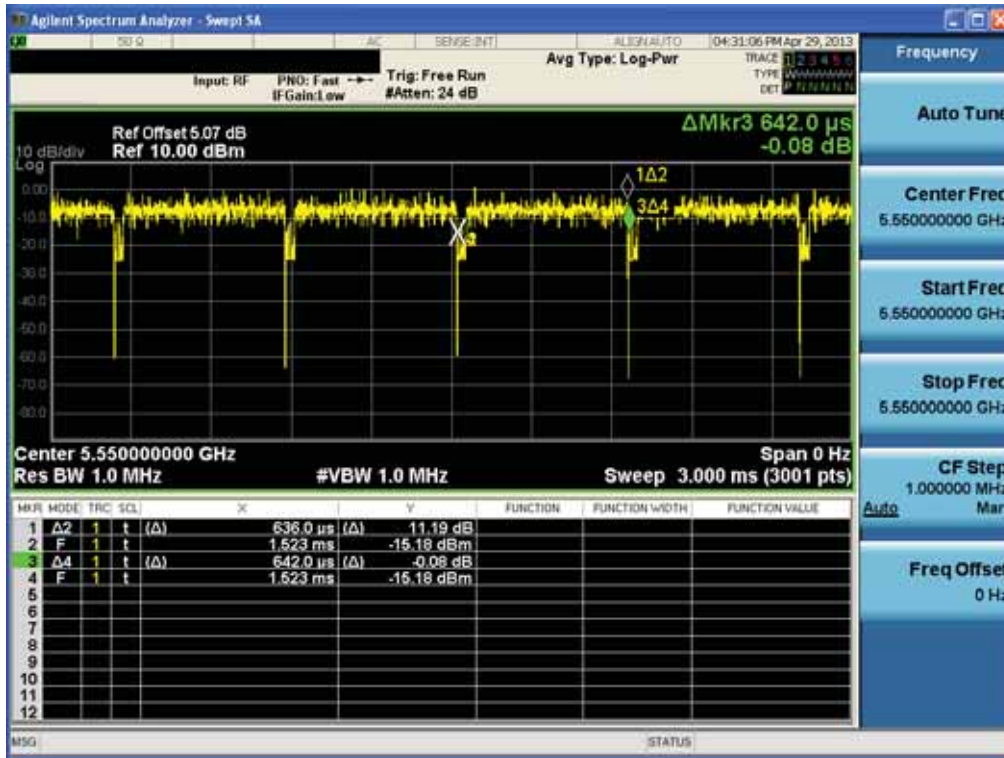 Agilent Spectrum Analyzer - Swept SA
50 Ω AC SENSE:INT ALIGN AUTO 04:31:06 PM Apr 29, 2013
Input: RF PNO: Fast Trig: Free Run Avg Type: Log-Pwr TRACE 1 2 3 4 5 6
IFGain:Low #Atten: 24 dB TYPE
DET P N N N N N
ΔMkr3 642.0 µs
-0.08 dB
Ref Offset 5.07 dB
10 dB/div Ref 10.00 dBm
Log
0.00
-10.0
-20.0
-30.0
-40.0
-50.0
-60.0
-70.0
-80.0
1Δ2
3Δ4
Center 5.550000000 GHz Span 0 Hz
Res BW 1.0 MHz #VBW 1.0 MHz Sweep 3.000 ms (3001 pts)
MKR MODE TRC SCL X Y FUNCTION FUNCTION WIDTH FUNCTION VALUE
1 Δ2 1 t (Δ) 636.0 µs (Δ) 11.19 dB
2 F 1 t 1.523 ms -15.18 dBm
3 Δ4 1 t (Δ) 642.0 µs (Δ) -0.08 dB
4 F 1 t 1.523 ms -15.18 dBm
5
6
7
8
9
10
11
12
MSG STATUS
Frequency
Auto Tune
Center Freq
5.550000000 GHz
Start Freq
5.550000000 GHz
Stop Freq
5.550000000 GHz
CF Step
1.000000 MHz
Auto Man
Freq Offset
0 Hz